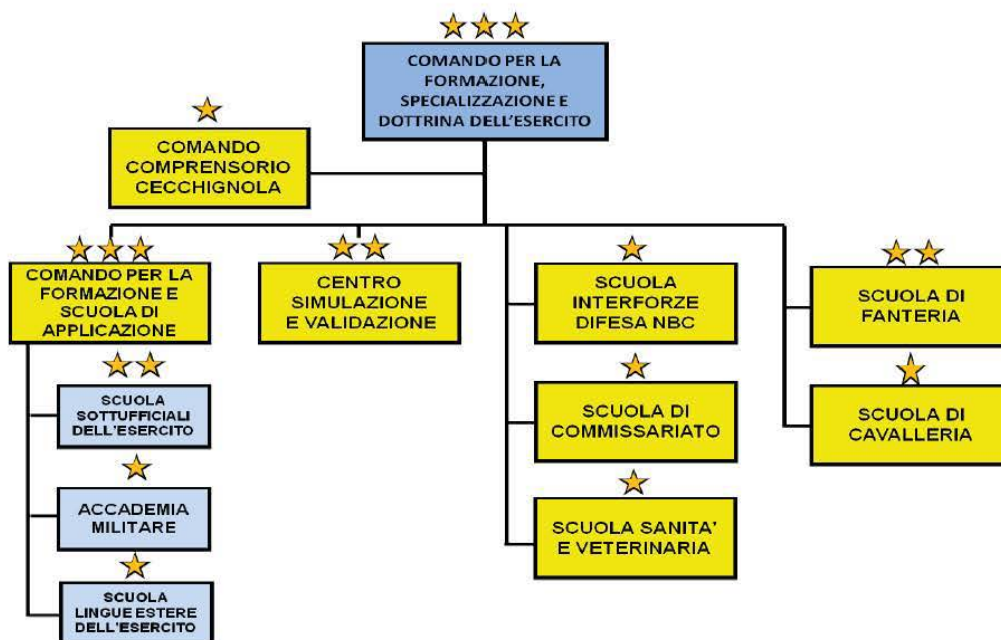 COMANDO PER LA
FORMAZIONE,
SPECIALIZZAZIONE E
DOTTRINA DELL'ESERCITO
COMANDO
COMPRENSORIO
CECCHIGNOLA
COMANDO PER LA
FORMAZIONE E
SCUOLA DI
APPLICAZIONE
SCUOLA
SOTTUFFICIALI
DELL'ESERCITO
ACCADEMIA
MILITARE
SCUOLA
LINGUE ESTERE
DELL'ESERCITO
CENTRO
SIMULAZIONE
E VALIDAZIONE
SCUOLA
INTERFORZE
DIFESA NBC
SCUOLA DI
COMMISSARIATO
SCUOLA SANITA'
E VETERINARIA
SCUOLA DI
FANTERIA
SCUOLA DI
CAVALLERIA